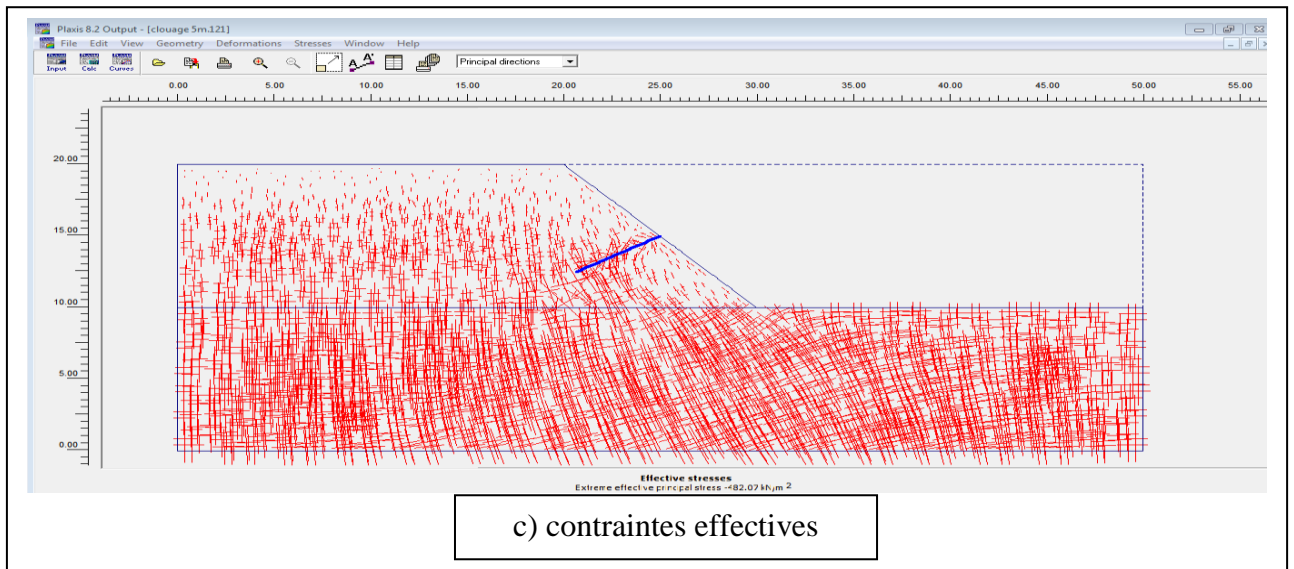 Plaxis 8.2 Output - [clouage 5m.121]
File Edit View Geometry Deformations Stresses Window Help
Input Calc Curves A A* Principal directions
0.00 5.00 10.00 15.00 20.00 25.00 30.00 35.00 40.00 45.00 50.00 55.00
20.00
15.00
10.00
5.00
0.00
Effective stresses
Extreme effective principal stress -482.07 kN/m 2
c) contraintes effectives